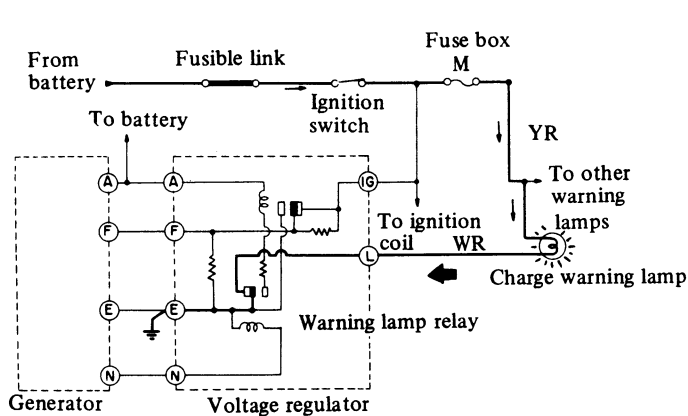 Fuse box
M
From
battery
Fusible link
Ignition
switch
To battery
YR
To other
warning
lamps
A
A
IG
F
F
To ignition
coil
WR
L
Charge warning lamp
E
E
Warning lamp relay
N
N
Generator
Voltage regulator